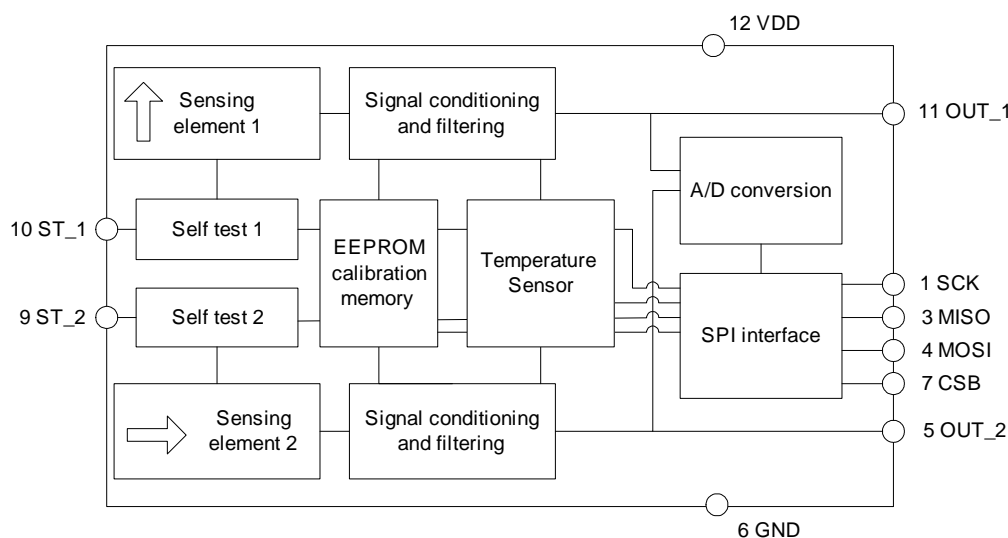 12 VDD
Sensing
element 1
Signal conditioning
and filtering
11 OUT_1
A/D conversion
10 ST_1
Self test 1
EEPROM
calibration
memory
Temperature
Sensor
9 ST_2
Self test 2
SPI interface
1 SCK
3 MISO
4 MOSI
7 CSB
Sensing
element 2
Signal conditioning
and filtering
5 OUT_2
6 GND